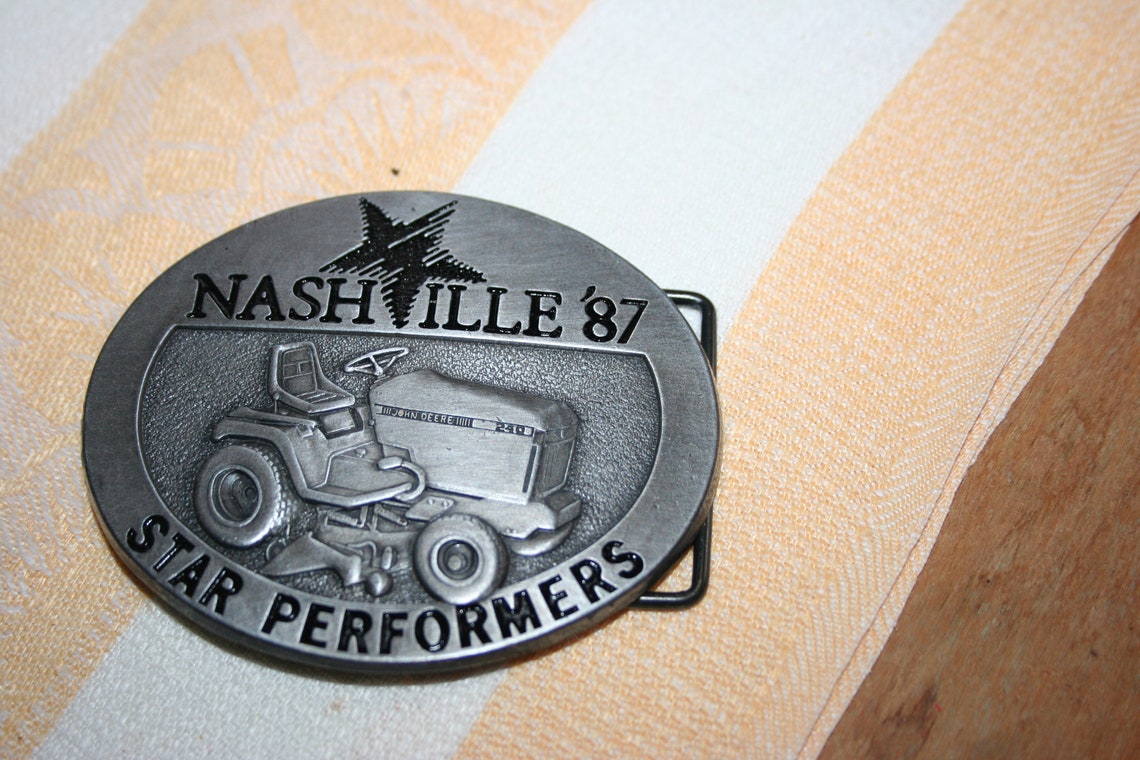 NASHVILLE '87
JOHN DEERE
STAR PERFORMERS